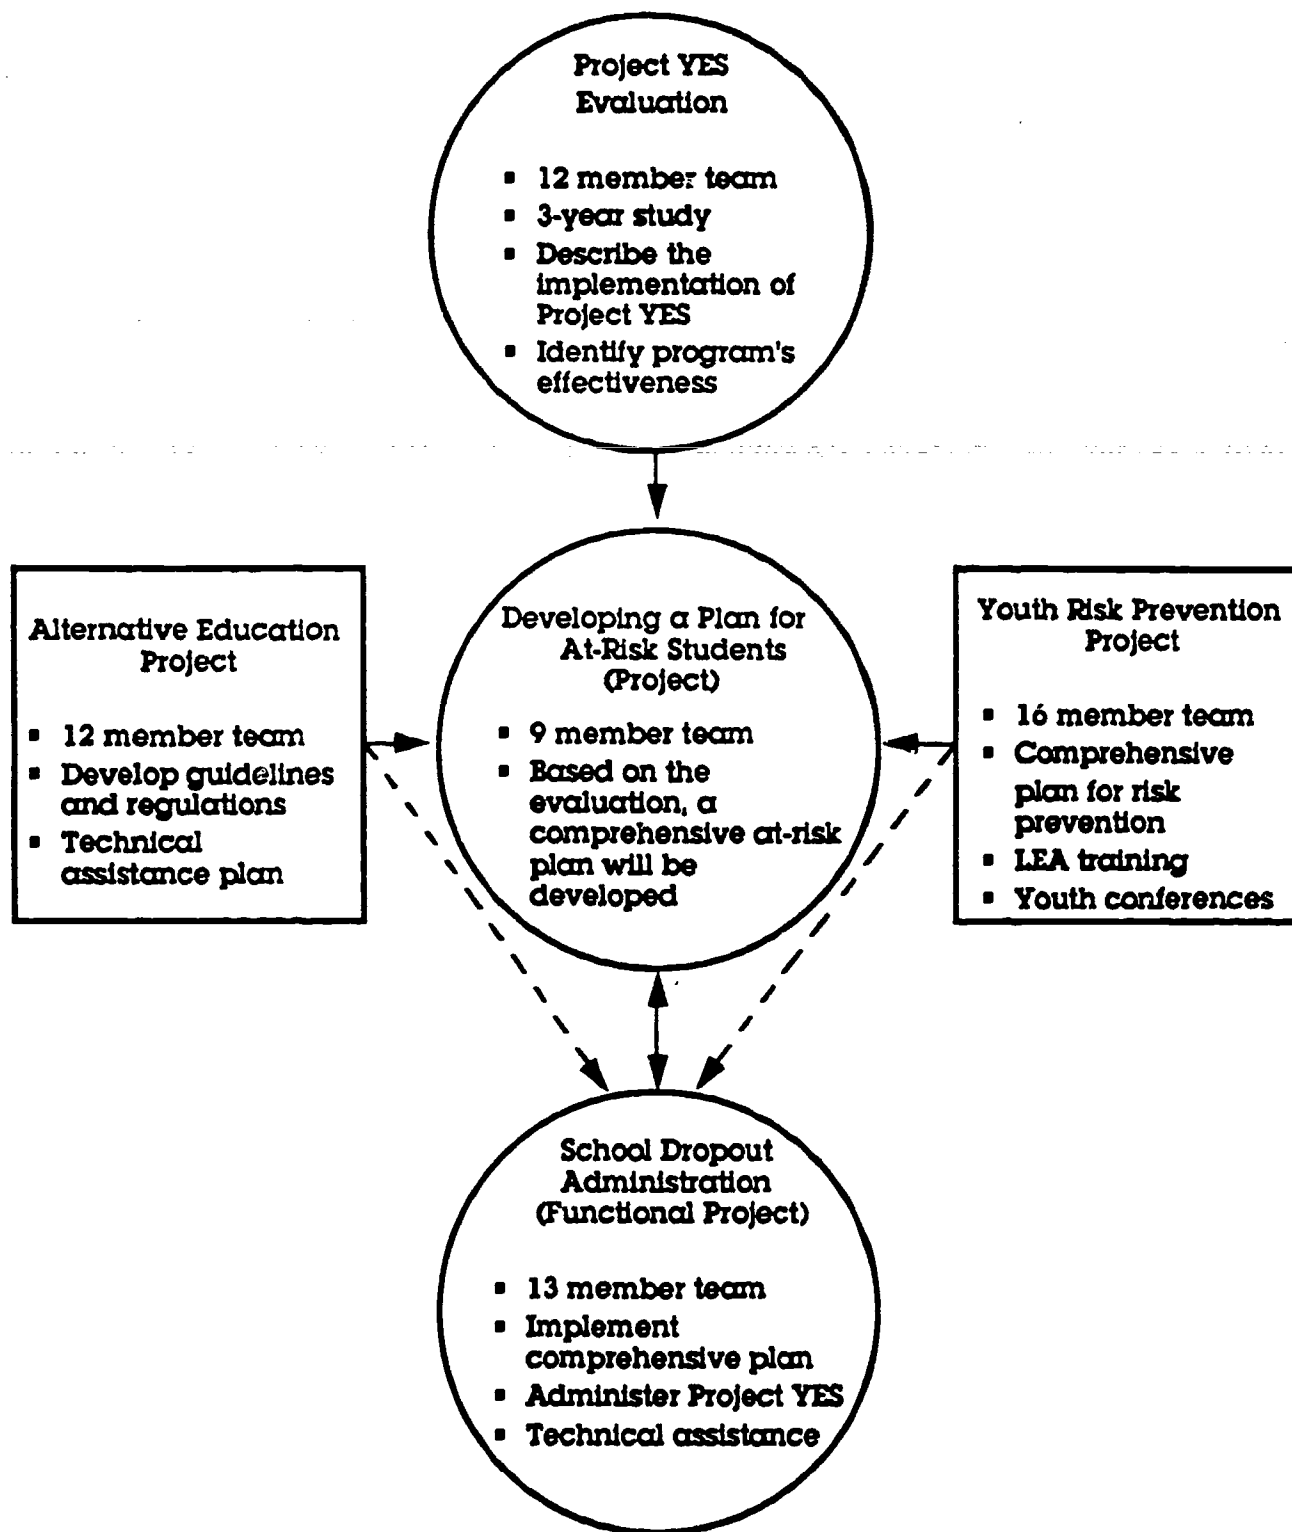 Project YES
Evaluation
▪ 12 member team
▪ 3-year study
▪ Describe the
implementation of
Project YES
▪ Identify program's
effectiveness
Alternative Education
Project
▪ 12 member team
▪ Develop guidelines
and regulations
▪ Technical
assistance plan
Developing a Plan for
At-Risk Students
(Project)
▪ 9 member team
▪ Based on the
evaluation, a
comprehensive at-risk
plan will be
developed
Youth Risk Prevention
Project
▪ 16 member team
▪ Comprehensive
plan for risk
prevention
▪ LEA training
▪ Youth conferences
School Dropout
Administration
(Functional Project)
▪ 13 member team
▪ Implement
comprehensive plan
▪ Administer Project YES
▪ Technical assistance